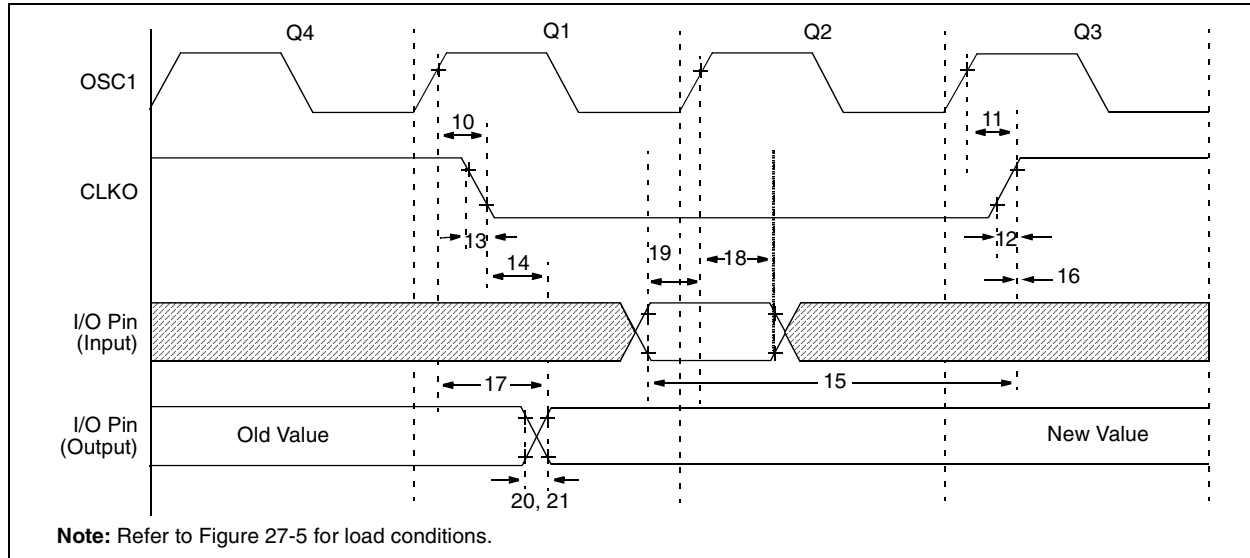 Q4 Q1 Q2 Q3
OSC1
10 11
CLKO
13 12
19 18
14 16
I/O Pin
(Input)
17 15
I/O Pin
(Output)
Old Value New Value
20, 21
Note: Refer to Figure 27-5 for load conditions.